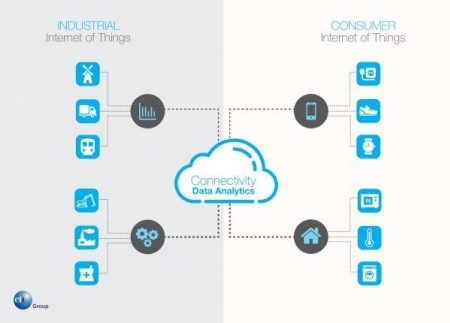 INDUSTRIAL
Internet of Things
CONSUMER
Internet of Things
Connectivity
Data Analytics
Group